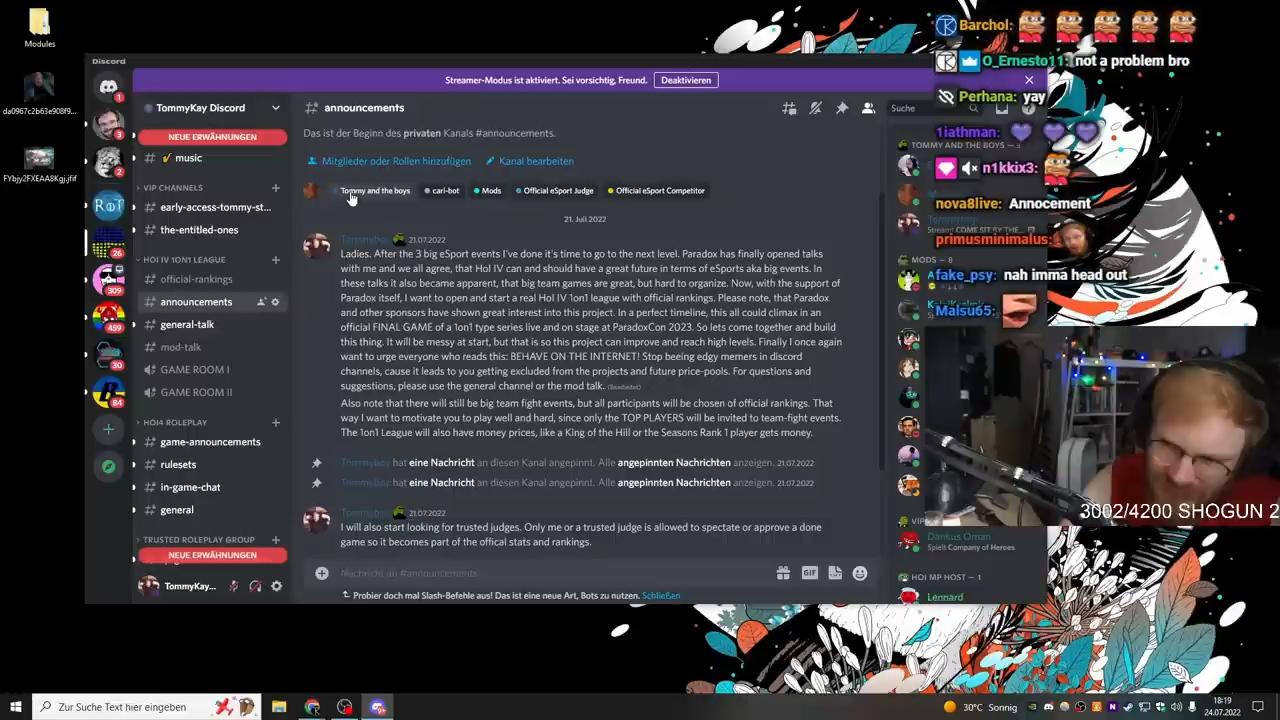 Modules
da0967c2b63e908f9...
FYbjy2FXEAA8Kgj.jfif
Discord
Streamer-Modus ist aktiviert. Sei vorsichtig, Freund.
Deaktivieren
1
3
2
26
309
459
30
84
TommyKay Discord
NEUE ERWÄHNUNGEN
music
VIP CHANNELS
early-access-tommy-st...
the-entitled-ones
HOI IV 1ON1 LEAGUE
official-rankings
announcements
general-talk
mod-talk
GAME ROOM I
GAME ROOM II
HOI4 ROLEPLAY
game-announcements
rulesets
in-game-chat
general
TRUSTED ROLEPLAY GROUP
NEUE ERWÄHNUNGEN
TommyKay...
announcements
Suche
Das ist der Beginn des privaten Kanals #announcements.
Mitglieder oder Rollen hinzufügen
Kanal bearbeiten
Tommy and the boys
carl-bot
Mods
Official eSport Judge
Official eSport Competitor
21. Juli 2022
Tommyboy 21.07.2022
Ladies. After the 3 big eSport events I've done it's time to go to the next level. Paradox has finally opened talks
with me and we all agree, that HoI IV can and should have a great future in terms of eSports aka big events. In
these talks it also became apparent, that big team games are great, but hard to organize. Now, with the support of
Paradox itself, I want to open and start a real HoI IV 1on1 league with official rankings. Please note, that Paradox
and other sponsors have shown great interest into this project. In a perfect timeline, this all could climax in an
official FINAL GAME of a 1on1 type series live and on stage at ParadoxCon 2023. So lets come together and build
this thing. It will be messy at start, but that is so this project can improve and reach high levels. Finally I once again
want to urge everyone who reads this: BEHAVE ON THE INTERNET! Stop beeing edgy memers in discord
channels, cause it leads to you getting excluded from the projects and future price-pools. For questions and
suggestions, please use the general channel or the mod talk. (Bearbeitet)
Also note that there will still be big team fight events, but all participants will be chosen of official rankings. That
way I want to motivate you to play well and hard, since only the TOP PLAYERS will be invited to team-fight events.
The 1on1 League will also have money prices, like a King of the Hill or the Seasons Rank 1 player gets money.
Tommyboy hat eine Nachricht an diesen Kanal angepinnt. Alle angepinnten Nachrichten anzeigen. 21.07.2022
Tommyboy hat eine Nachricht an diesen Kanal angepinnt. Alle angepinnten Nachrichten anzeigen. 21.07.2022
Tommyboy 21.07.2022
I will also start looking for trusted judges. Only me or a trusted judge is allowed to spectate or approve a done
game so it becomes part of the offical stats and rankings.
Nachricht an #announcements
GIF
Probier doch mal Slash-Befehle aus! Das ist eine neue Art, Bots zu nutzen. Schließen
TOMMY AND THE BOYS
MODS — 8
VIP
Dankus Oman
Spielt Company of Heroes
HOI MP HOST — 1
Lennard
Barchol:
O_Ernesto11: not a problem bro
Perhana: yay
1iathman:
n1kkix3:
nova8live: Annocement
primusminimalus:
fake_psy: nah imma head out
Malsu65:
3002/4200 SHOGUN 2
Zur Suche Text hier eingeben
30°C Sonnig
18:19
24.07.2022